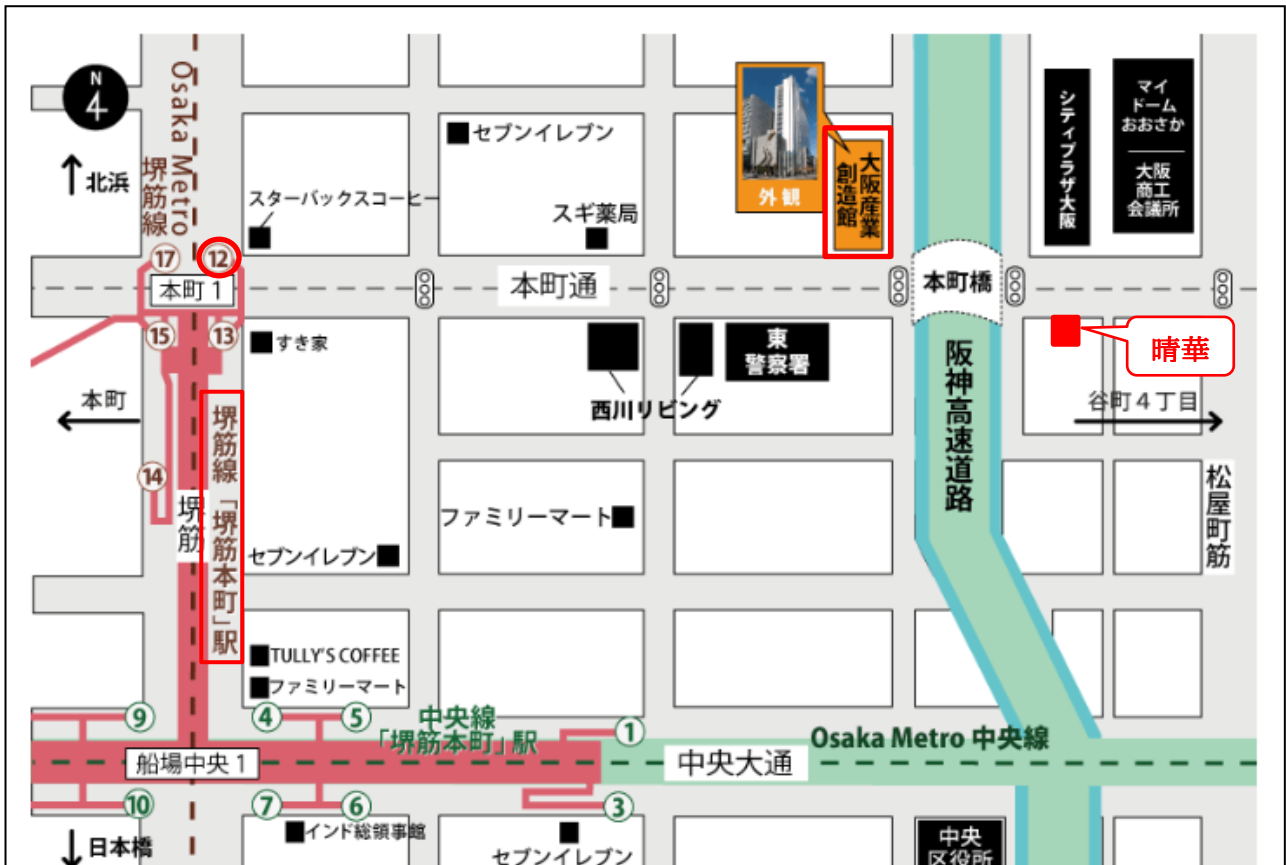 N
4
北浜
Osaka Metro
堺筋線
スターバックスコーヒー
セブンイレブン
スギ薬局
外観
大阪産業
創造館
シティプラザ大阪
マイ
ドーム
おおさか
大阪
商工
会議所
17
12
本町1
本町通
本町橋
15
13
すき家
西川リビング
東
警察署
阪神高速道路
晴華
谷町4丁目
本町
14
堺筋
堺筋線「堺筋本町」駅
セブンイレブン
ファミリーマート
松屋町筋
TULLY'S COFFEE
ファミリーマート
9
4
5
中央線
「堺筋本町」駅
1
Osaka Metro 中央線
船場中央1
中央大通
10
7
6
3
日本橋
インド総領事館
セブンイレブン
中央
区役所